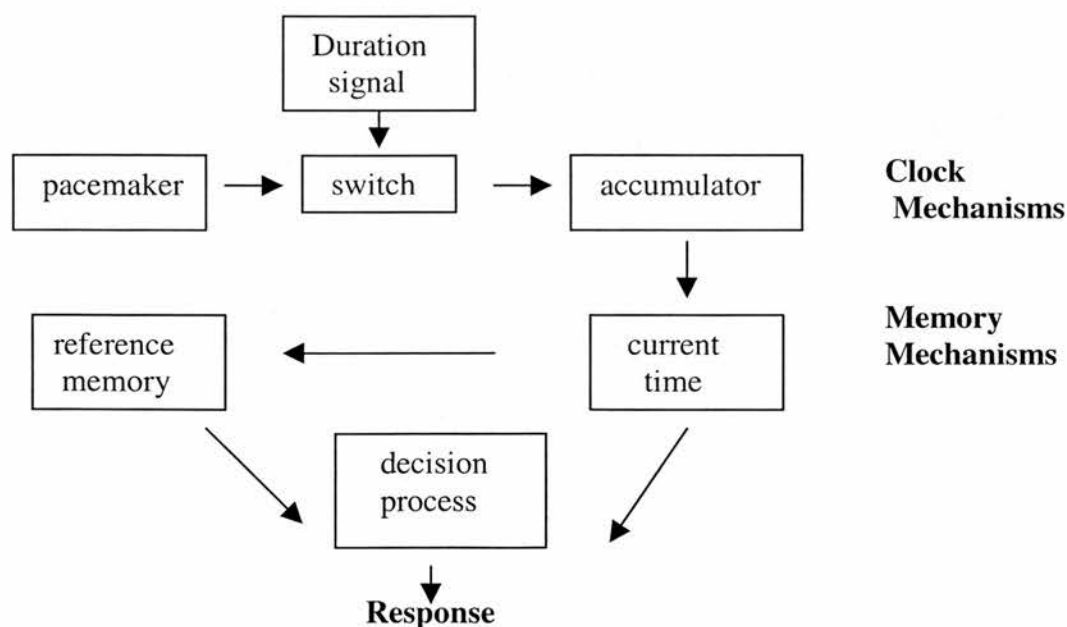 Duration
signal
pacemaker
switch
accumulator
Clock
Mechanisms
reference
memory
current
time
Memory
Mechanisms
decision
process
Response